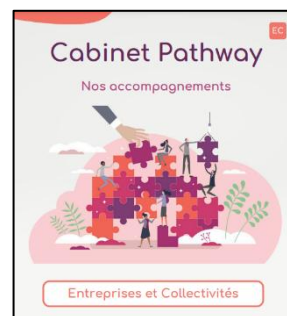 EC
Cabinet Pathway
Nos accompagnements
Entreprises et Collectivités